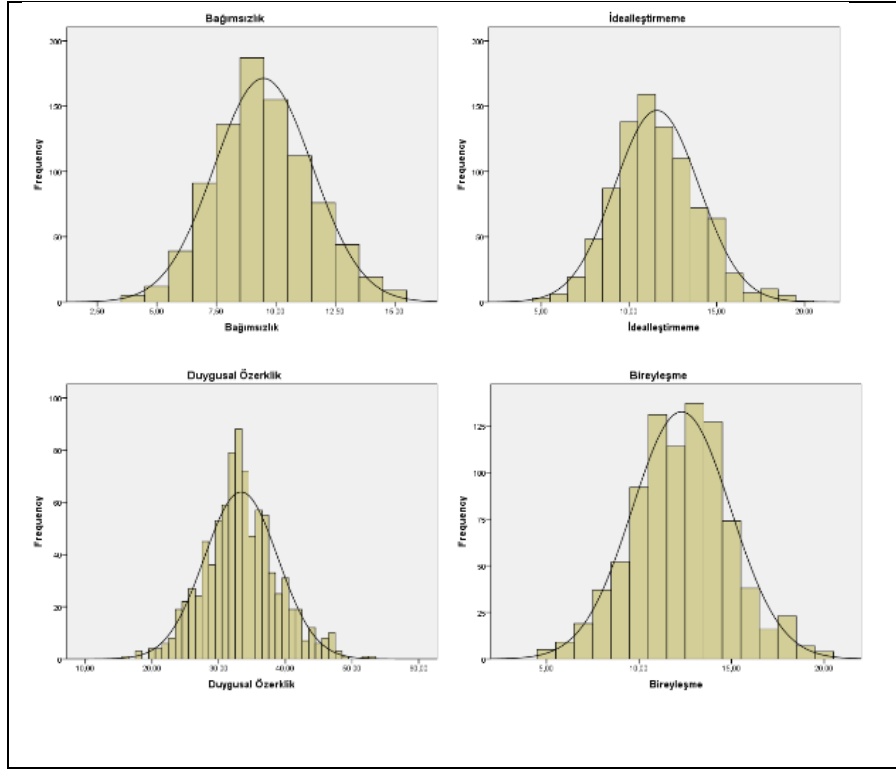 Bağımsızlık
200
150
100
50
0
Frequency
2,50 5,00 7,50 10,00 12,50 15,00
Bağımsızlık
İdealleştirmeme
200
150
100
50
0
Frequency
5,00 10,00 15,00 20,00
İdealleştirmeme
Duygusal Özerklik
100
80
60
40
20
0
Frequency
10,00 20,00 30,00 40,00 50,00 60,00
Duygusal Özerklik
Bireyleşme
125
100
75
50
25
0
Frequency
5,00 10,00 15,00 20,00
Bireyleşme